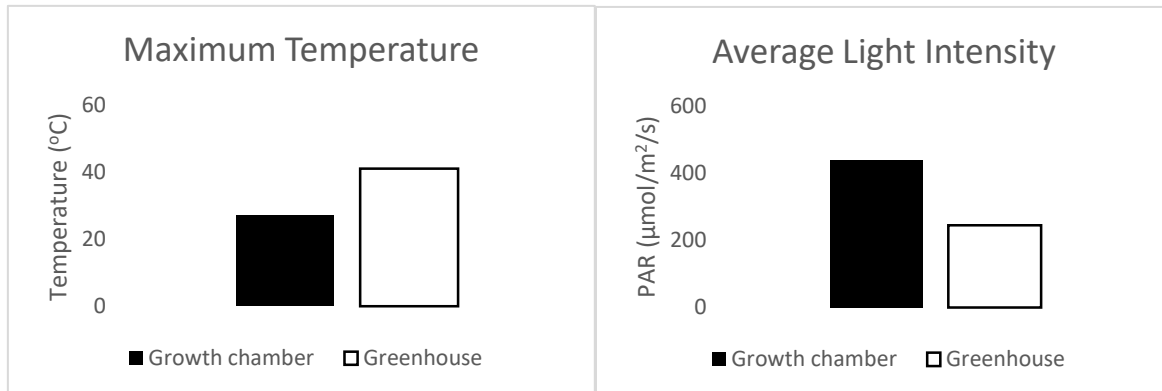 Maximum Temperature
Temperature (⁰C)
60
40
20
0
Growth chamber
Greenhouse
Average Light Intensity
PAR (µmol/m²/s)
600
400
200
0
Growth chamber
Greenhouse